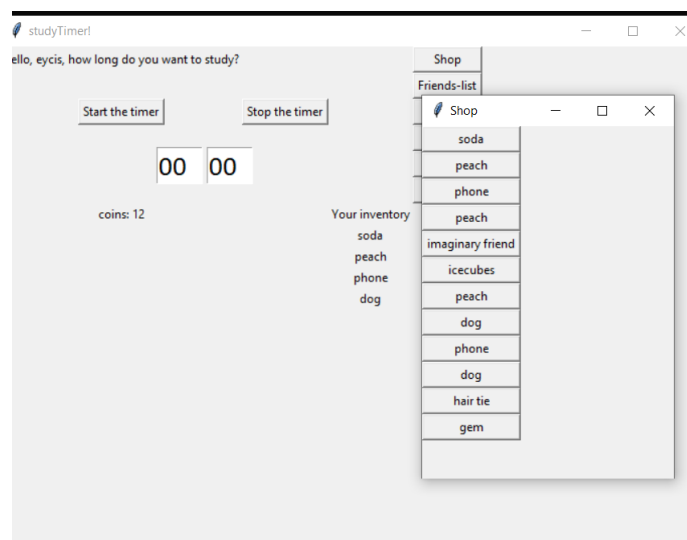 studyTimer!
ello, eycis, how long do you want to study?
Shop
Friends-list
Start the timer
Stop the timer
00 00
coins: 12
Your inventory
soda
peach
phone
dog
Shop
soda
peach
phone
peach
imaginary friend
icecubes
peach
dog
phone
dog
hair tie
gem